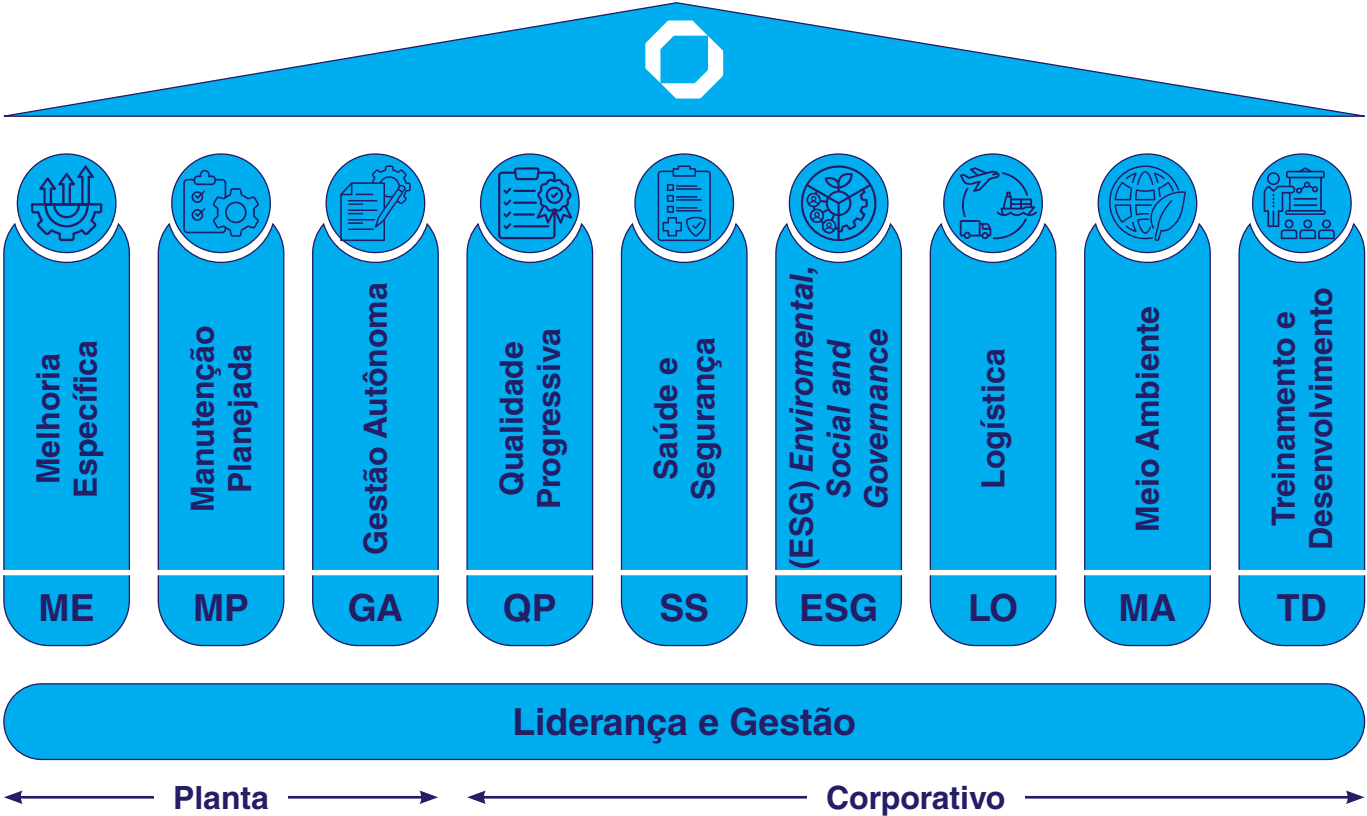 Melhoria
Específica
ME
Manutenção
Planejada
MP
Gestão Autônoma
GA
Qualidade
Progressiva
QP
Saúde e
Segurança
SS
(ESG) Enviromental,
Social and
Governance
ESG
Logística
LO
Meio Ambiente
MA
Treinamento e
Desenvolvimento
TD
Liderança e Gestão
Planta
Corporativo